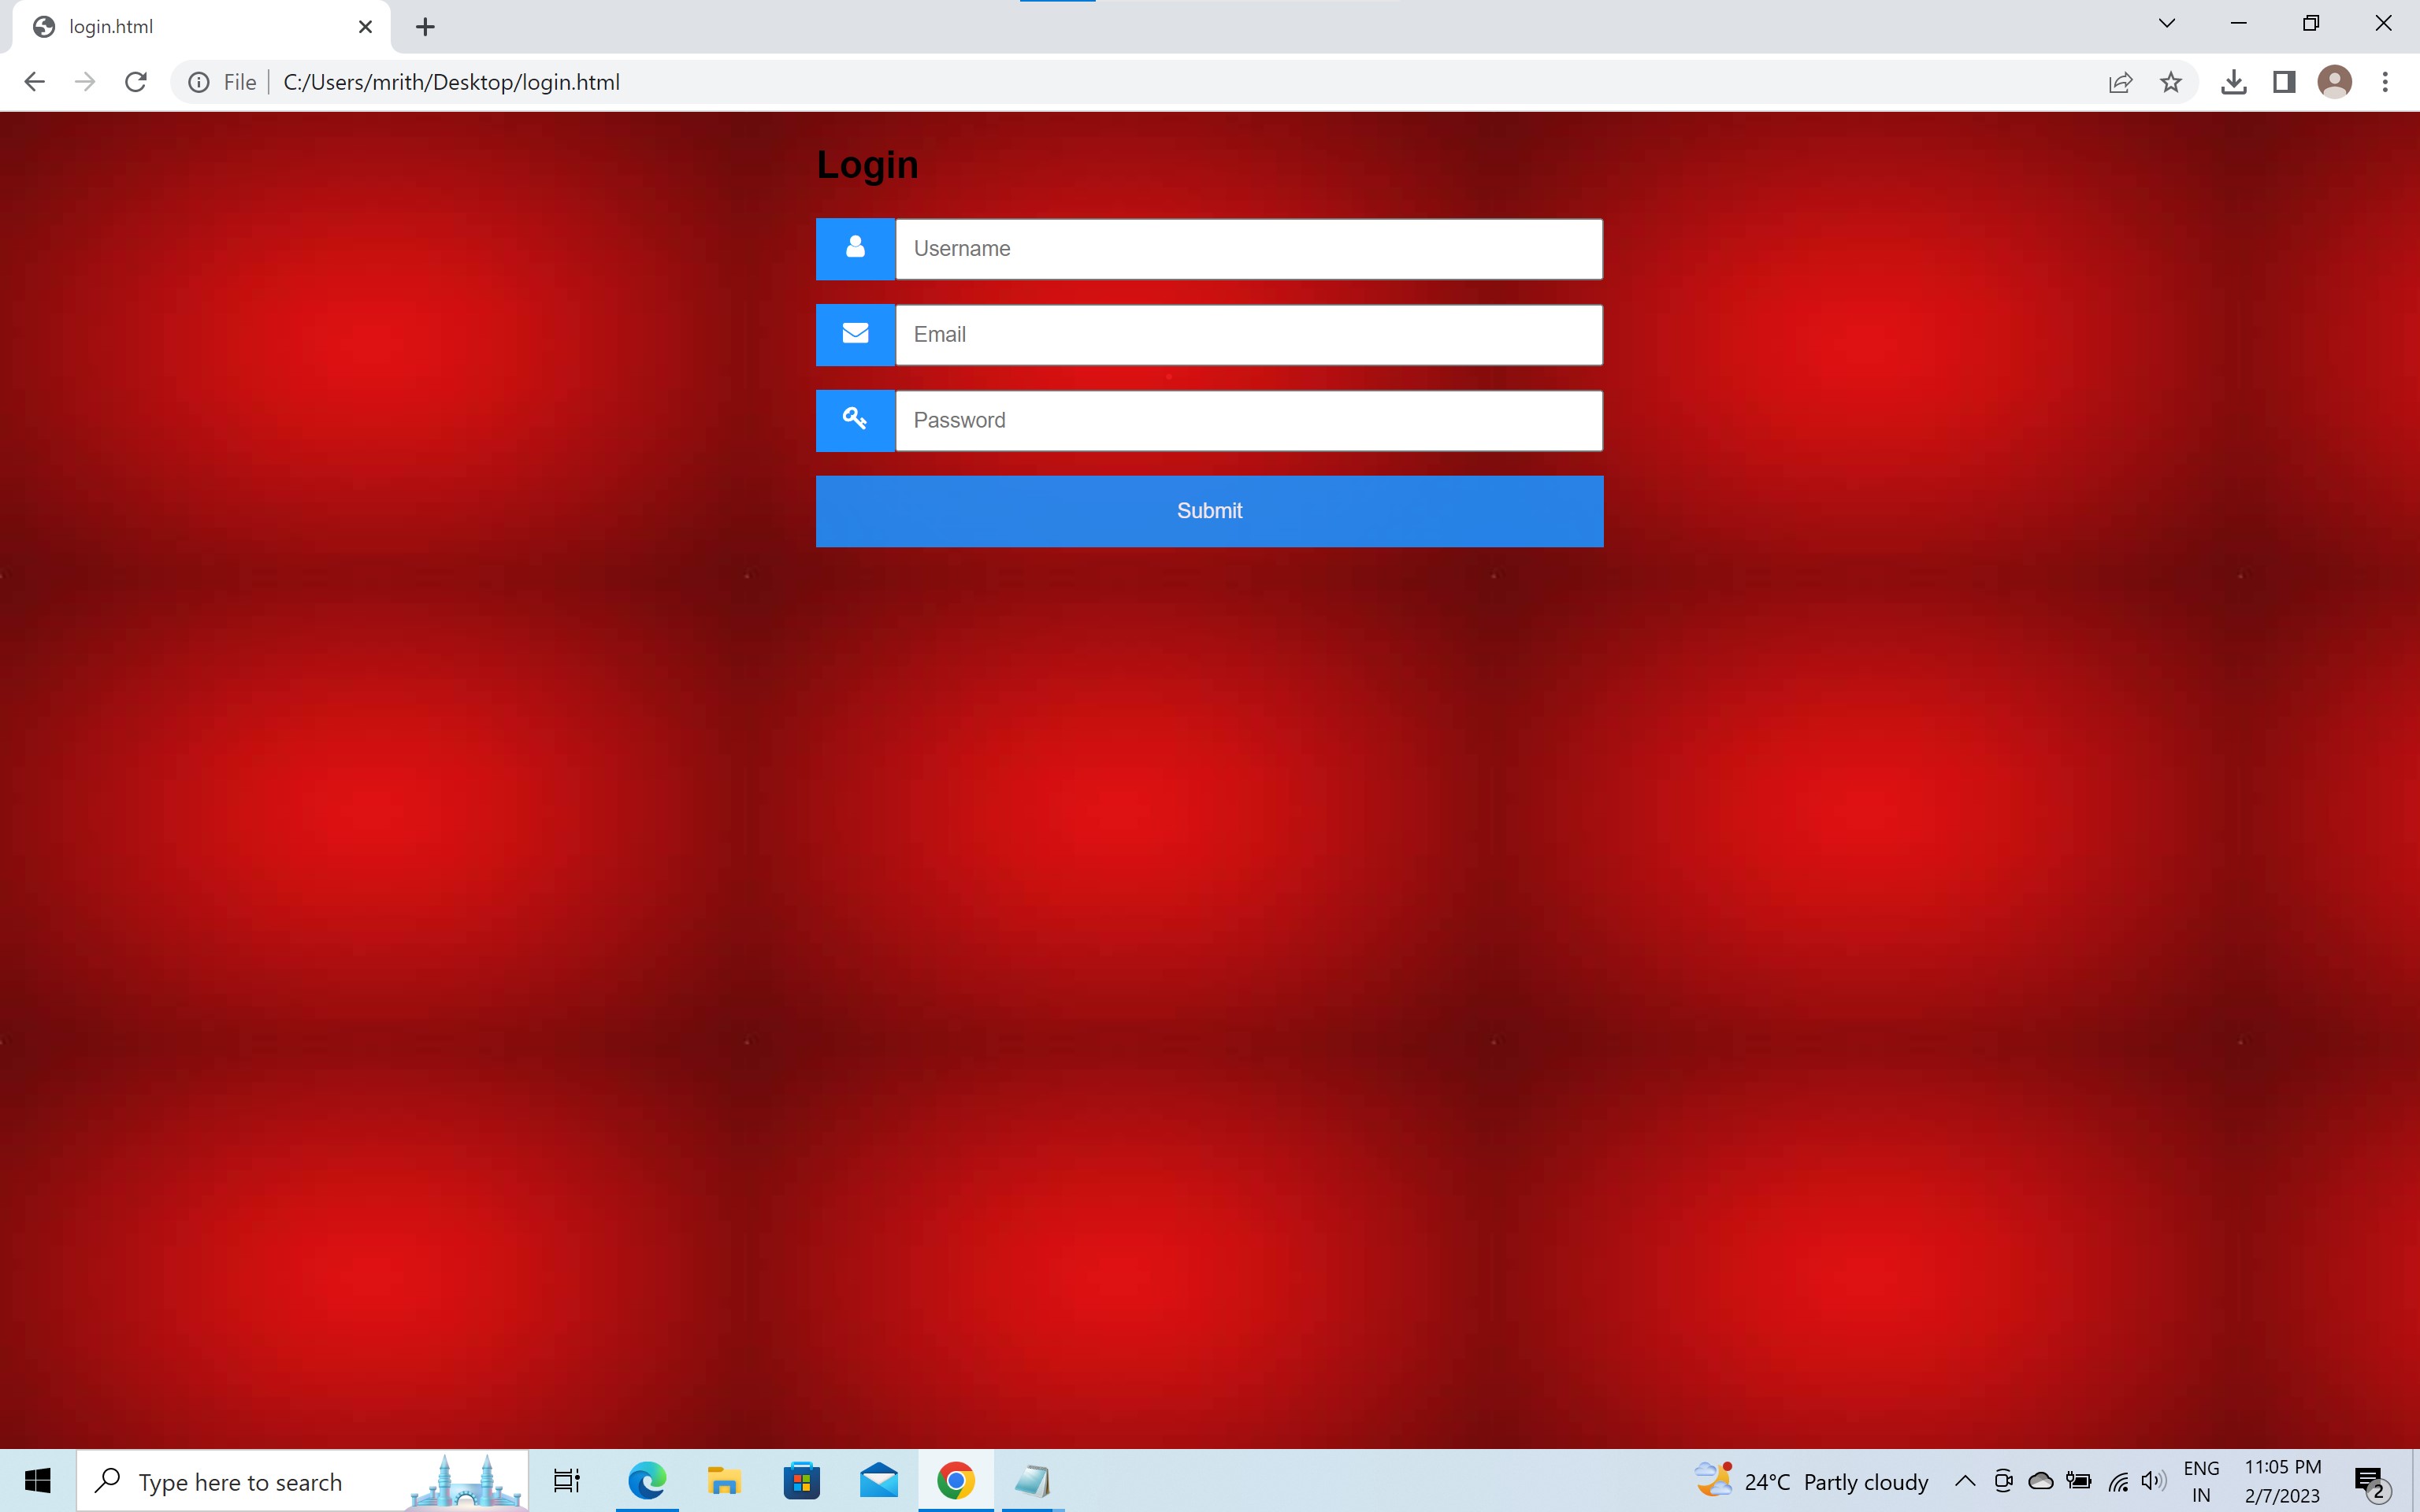 login.html
File
C:/Users/mrith/Desktop/login.html
Login
Username
Email
Password
Submit
Type here to search
24°C Partly cloudy
ENG
IN
11:05 PM
2/7/2023
2